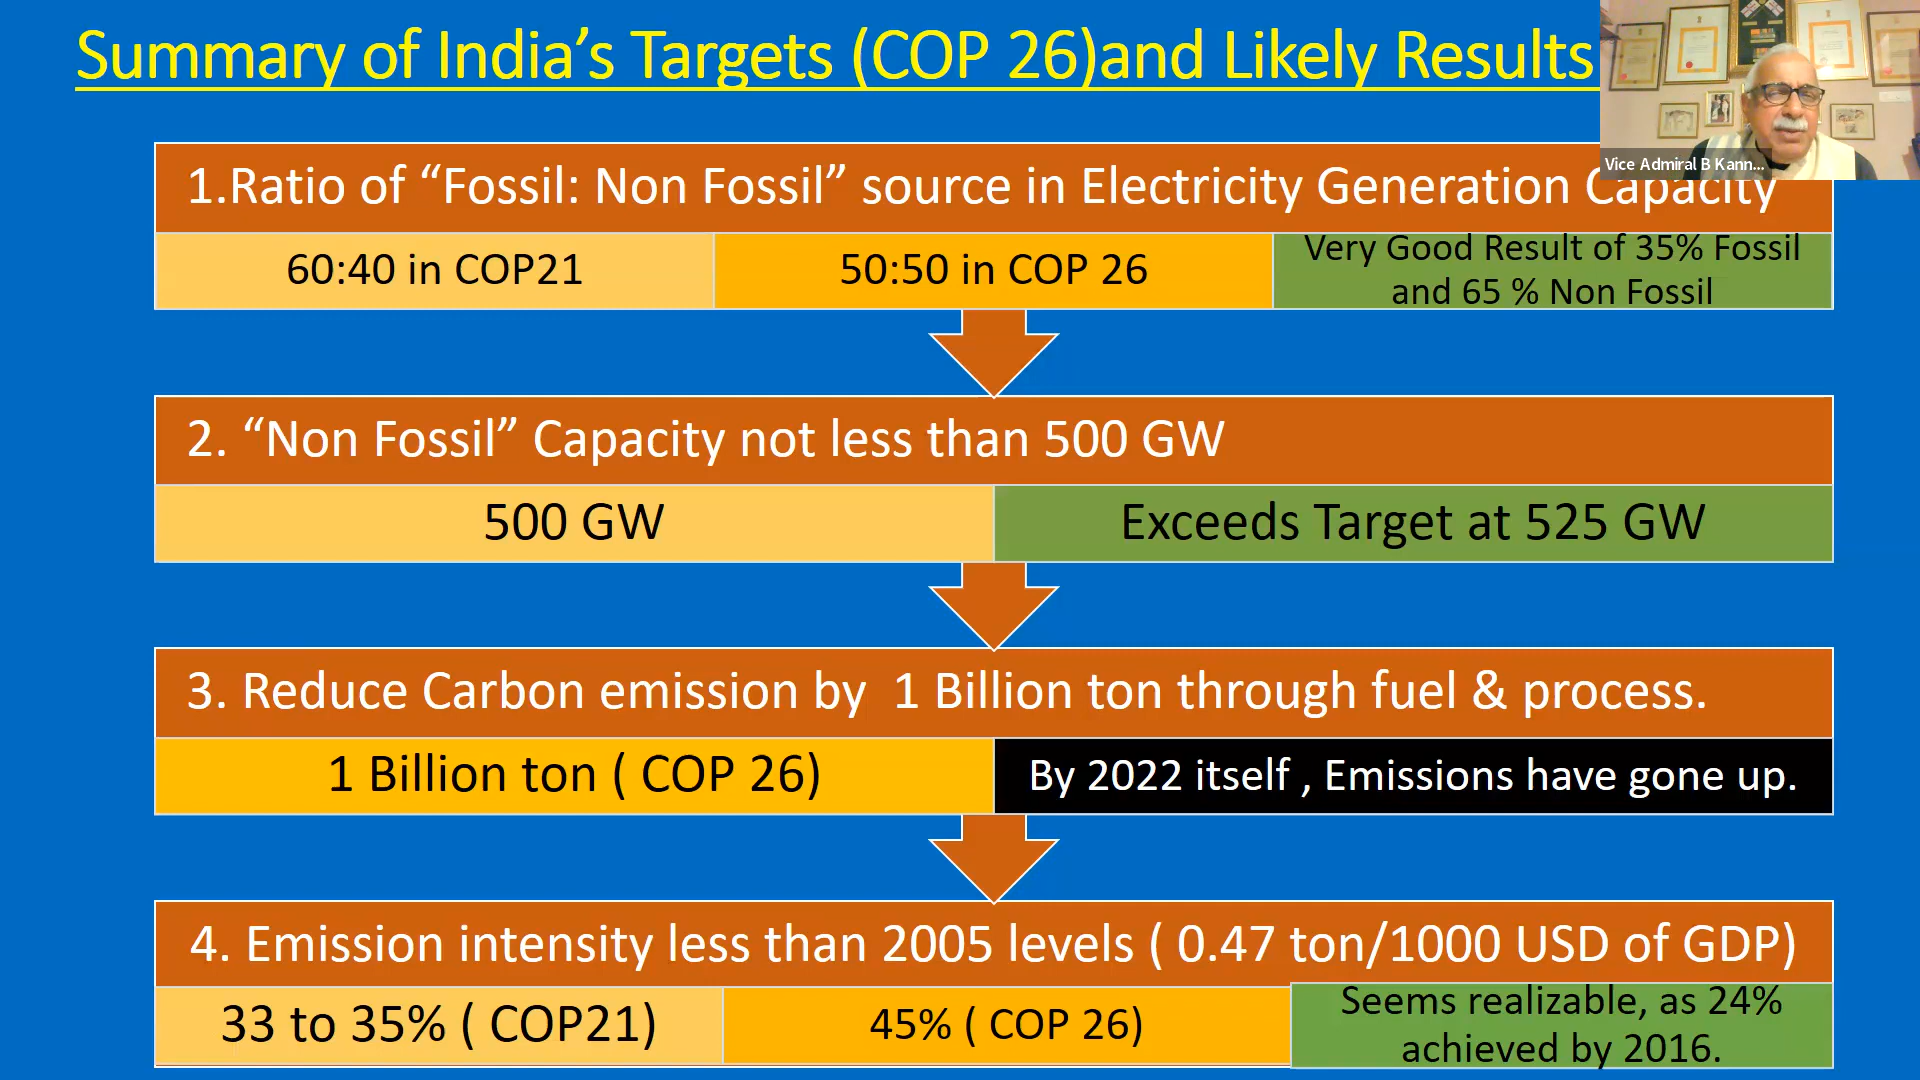 Summary of India’s Targets (COP 26)and Likely Results
Vice Admiral B Kann...
1.Ratio of “Fossil: Non Fossil” source in Electricity Generation Capacity
60:40 in COP21
50:50 in COP 26
Very Good Result of 35% Fossil
and 65 % Non Fossil
2. “Non Fossil” Capacity not less than 500 GW
500 GW
Exceeds Target at 525 GW
3. Reduce Carbon emission by 1 Billion ton through fuel & process.
1 Billion ton ( COP 26)
By 2022 itself , Emissions have gone up.
4. Emission intensity less than 2005 levels ( 0.47 ton/1000 USD of GDP)
33 to 35% ( COP21)
45% ( COP 26)
Seems realizable, as 24%
achieved by 2016.